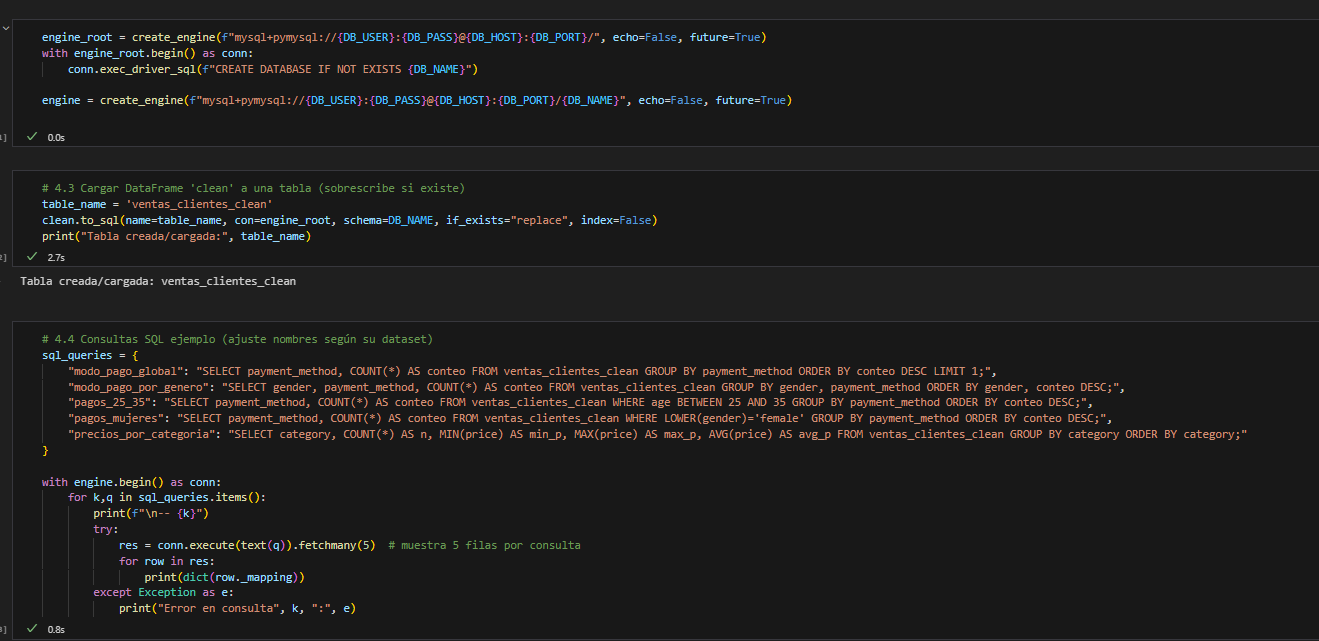 engine_root = create_engine(f"mysql+pymysql://{DB_USER}:{DB_PASS}@{DB_HOST}:{DB_PORT}/", echo=False, future=True)
with engine_root.begin() as conn:
    conn.exec_driver_sql(f"CREATE DATABASE IF NOT EXISTS {DB_NAME}")
engine = create_engine(f"mysql+pymysql://{DB_USER}:{DB_PASS}@{DB_HOST}:{DB_PORT}/{DB_NAME}", echo=False, future=True)
0.0s
# 4.3 Cargar DataFrame 'clean' a una tabla (sobrescribe si existe)
table_name = 'ventas_clientes_clean'
clean.to_sql(name=table_name, con=engine_root, schema=DB_NAME, if_exists="replace", index=False)
print("Tabla creada/cargada:", table_name)
2.7s
Tabla creada/cargada: ventas_clientes_clean
# 4.4 Consultas SQL ejemplo (ajuste nombres según su dataset)
sql_queries = {
    "modo_pago_global": "SELECT payment_method, COUNT(*) AS conteo FROM ventas_clientes_clean GROUP BY payment_method ORDER BY conteo DESC LIMIT 1;",
    "modo_pago_por_genero": "SELECT gender, payment_method, COUNT(*) AS conteo FROM ventas_clientes_clean GROUP BY gender, payment_method ORDER BY gender, conteo DESC;",
    "pagos_25_35": "SELECT payment_method, COUNT(*) AS conteo FROM ventas_clientes_clean WHERE age BETWEEN 25 AND 35 GROUP BY payment_method ORDER BY conteo DESC;",
    "pagos_mujeres": "SELECT payment_method, COUNT(*) AS conteo FROM ventas_clientes_clean WHERE LOWER(gender)='female' GROUP BY payment_method ORDER BY conteo DESC;",
    "precios_por_categoria": "SELECT category, COUNT(*) AS n, MIN(price) AS min_p, MAX(price) AS max_p, AVG(price) AS avg_p FROM ventas_clientes_clean GROUP BY category ORDER BY category;"
}
with engine.begin() as conn:
    for k,q in sql_queries.items():
        print(f"\n-- {k}")
        try:
            res = conn.execute(text(q)).fetchmany(5)  # muestra 5 filas por consulta
            for row in res:
                print(dict(row._mapping))
        except Exception as e:
            print("Error en consulta", k, ":", e)
0.8s